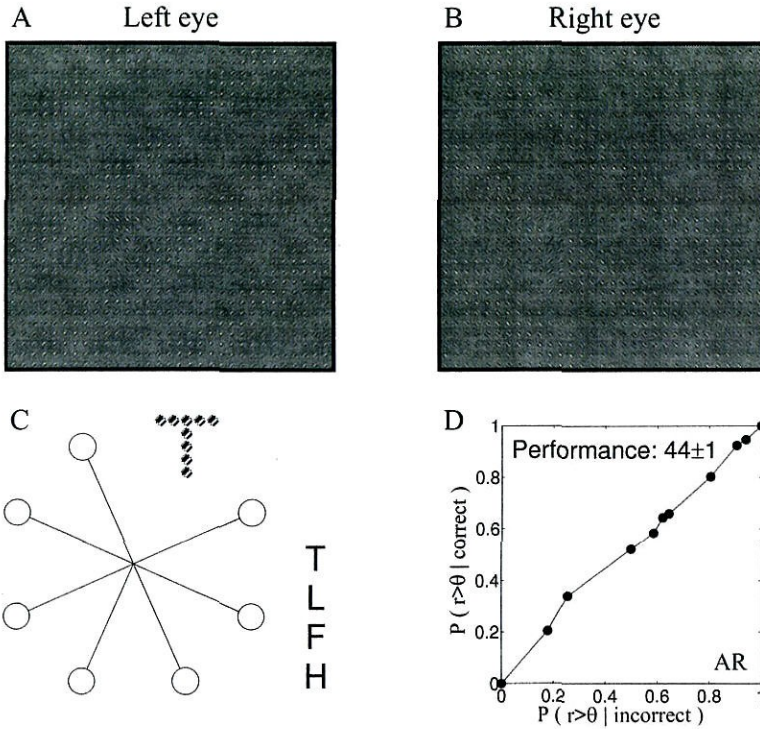 A Left eye
B Right eye
C
T
T
L
F
H
D
Performance: 44±1
P ( r>θ | correct )
1
0.8
0.6
0.4
0.2
0
AR
0 0.2 0.4 0.6 0.8 1
P ( r>θ | incorrect )